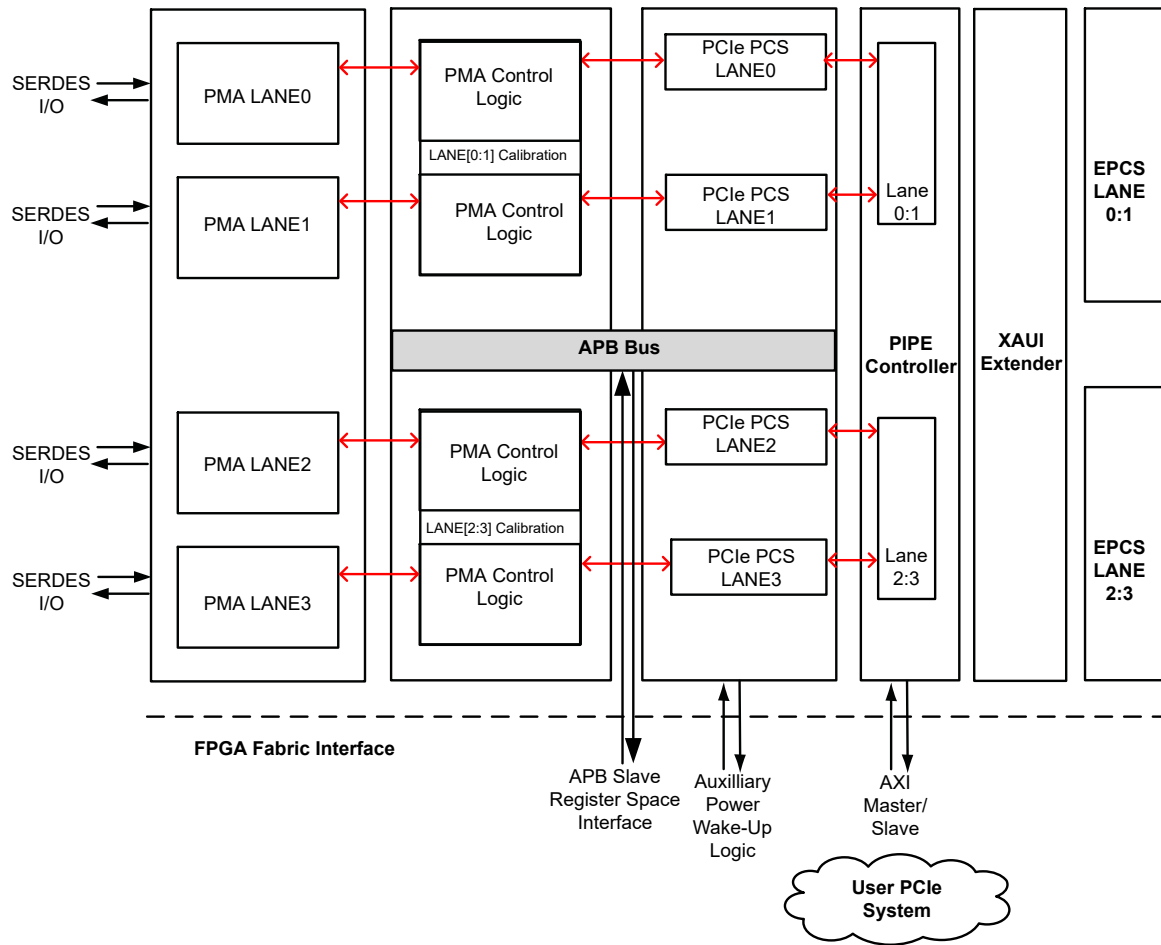 SERDES
I/O
PMA LANE0
PMA Control
Logic
PCIe PCS
LANE0
LANE[0:1] Calibration
SERDES
I/O
PMA LANE1
PMA Control
Logic
PCIe PCS
LANE1
Lane
0:1
EPCS
LANE
0:1
APB Bus
PIPE
Controller
XAUI
Extender
SERDES
I/O
PMA LANE2
PMA Control
Logic
PCIe PCS
LANE2
LANE[2:3] Calibration
SERDES
I/O
PMA LANE3
PMA Control
Logic
PCIe PCS
LANE3
Lane
2:3
EPCS
LANE
2:3
FPGA Fabric Interface
APB Slave
Register Space
Interface
Auxilliary
Power
Wake-Up
Logic
AXI
Master/
Slave
User PCIe
System